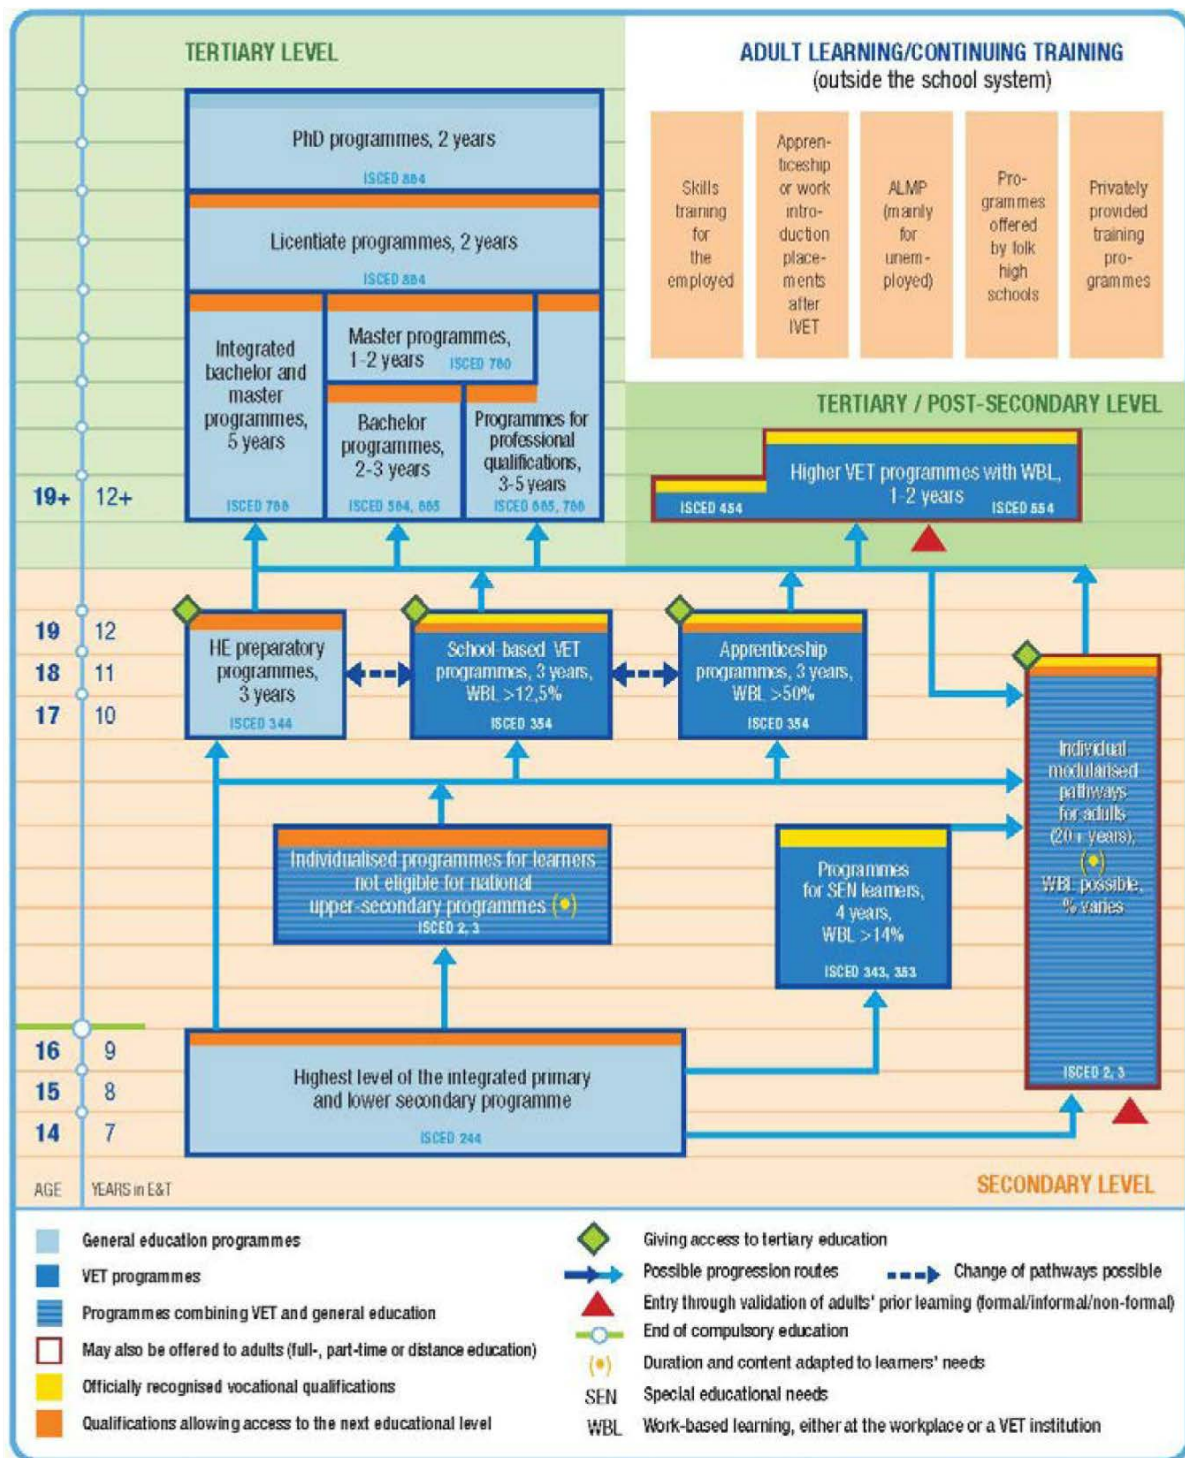 TERTIARY LEVEL
PhD programmes, 2 years
ISCED 864
Licentiate programmes, 2 years
ISCED 864
Integrated
bachelor and
master
programmes,
5 years
ISCED 766
Master programmes,
1-2 years ISCED 760
Bachelor
programmes,
2-3 years
ISCED 564, 665
Programmes for
professional
qualifications,
3-5 years
ISCED 665, 766
ADULT LEARNING/CONTINUING TRAINING
(outside the school system)
Skills
training
for
the
employed
Appren-
ticeship
or work
intro-
duction
place-
ments
after
IVET
ALMP
(mainly
for
unem-
ployed)
Pro-
grammes
offered
by folk
high
schools
Privately
provided
training
pro-
grammes
TERTIARY / POST-SECONDARY LEVEL
Higher VET programmes with WBL,
1-2 years
ISCED 454
ISCED 554
19+ 12+
19 12
18 11
17 10
HE preparatory
programmes,
3 years
ISCED 344
School-based VET
programmes, 3 years,
WBL >12,5%
ISCED 354
Apprenticeship
programmes, 3 years,
WBL >50%
ISCED 354
Individual
modularised
pathways
for adults
(20+ years),
(•)
WBL possible,
% varies
ISCED 2, 3
Individualised programmes for learners
not eligible for national
upper-secondary programmes (•)
ISCED 2, 3
Programmes
for SEN learners,
4 years,
WBL >14%
ISCED 343, 353
16 9
15 8
14 7
Highest level of the integrated primary
and lower secondary programme
ISCED 244
AGE YEARS in E&T
SECONDARY LEVEL
General education programmes
VET programmes
Programmes combining VET and general education
May also be offered to adults (full-, part-time or distance education)
Officially recognised vocational qualifications
Qualifications allowing access to the next educational level
Giving access to tertiary education
Possible progression routes
Change of pathways possible
Entry through validation of adults' prior learning (formal/informal/non-formal)
End of compulsory education
(•) Duration and content adapted to learners' needs
SEN Special educational needs
WBL Work-based learning, either at the workplace or a VET institution